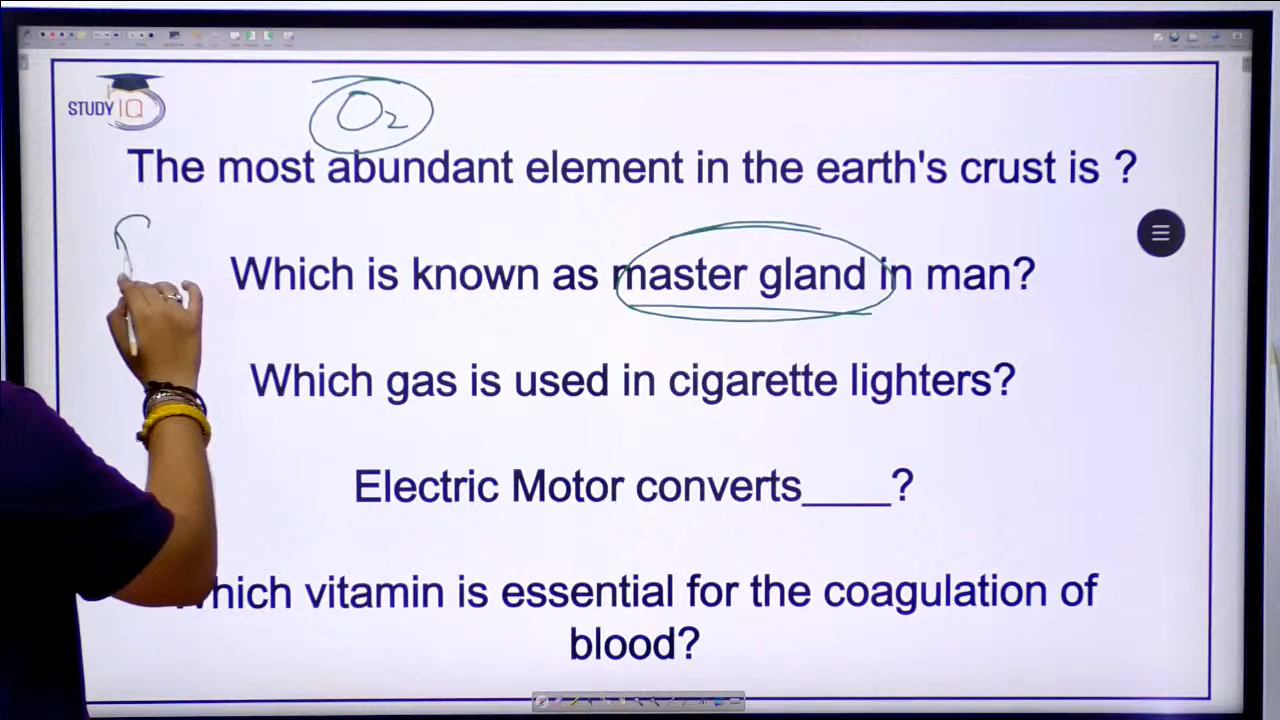 STUDY IQ
O2
The most abundant element in the earth's crust is ?
Which is known as master gland in man?
Which gas is used in cigarette lighters?
Electric Motor converts____?
Which vitamin is essential for the coagulation of
blood?